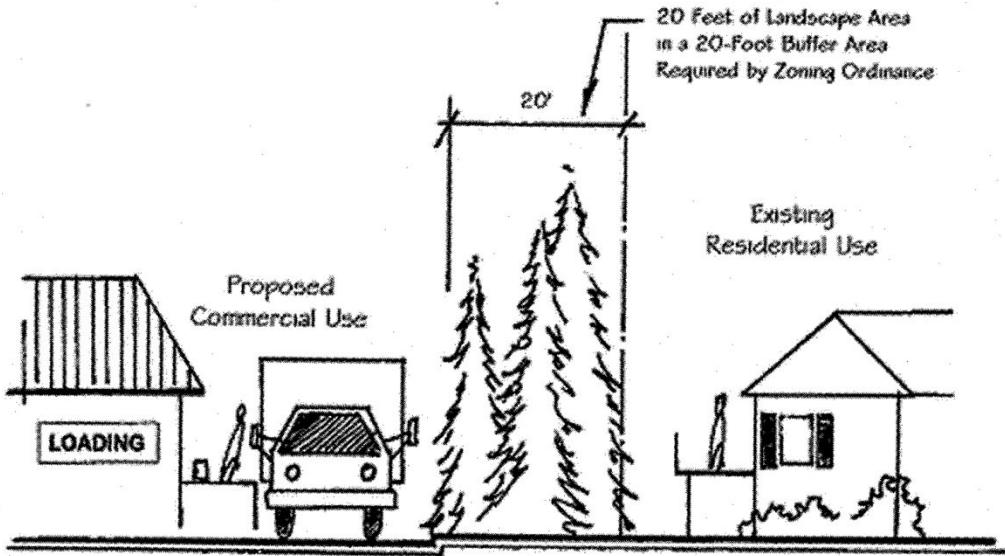 20 Feet of Landscape Area
in a 20-Foot Buffer Area
Required by Zoning Ordinance
20'
Existing
Residential Use
Proposed
Commercial Use
LOADING